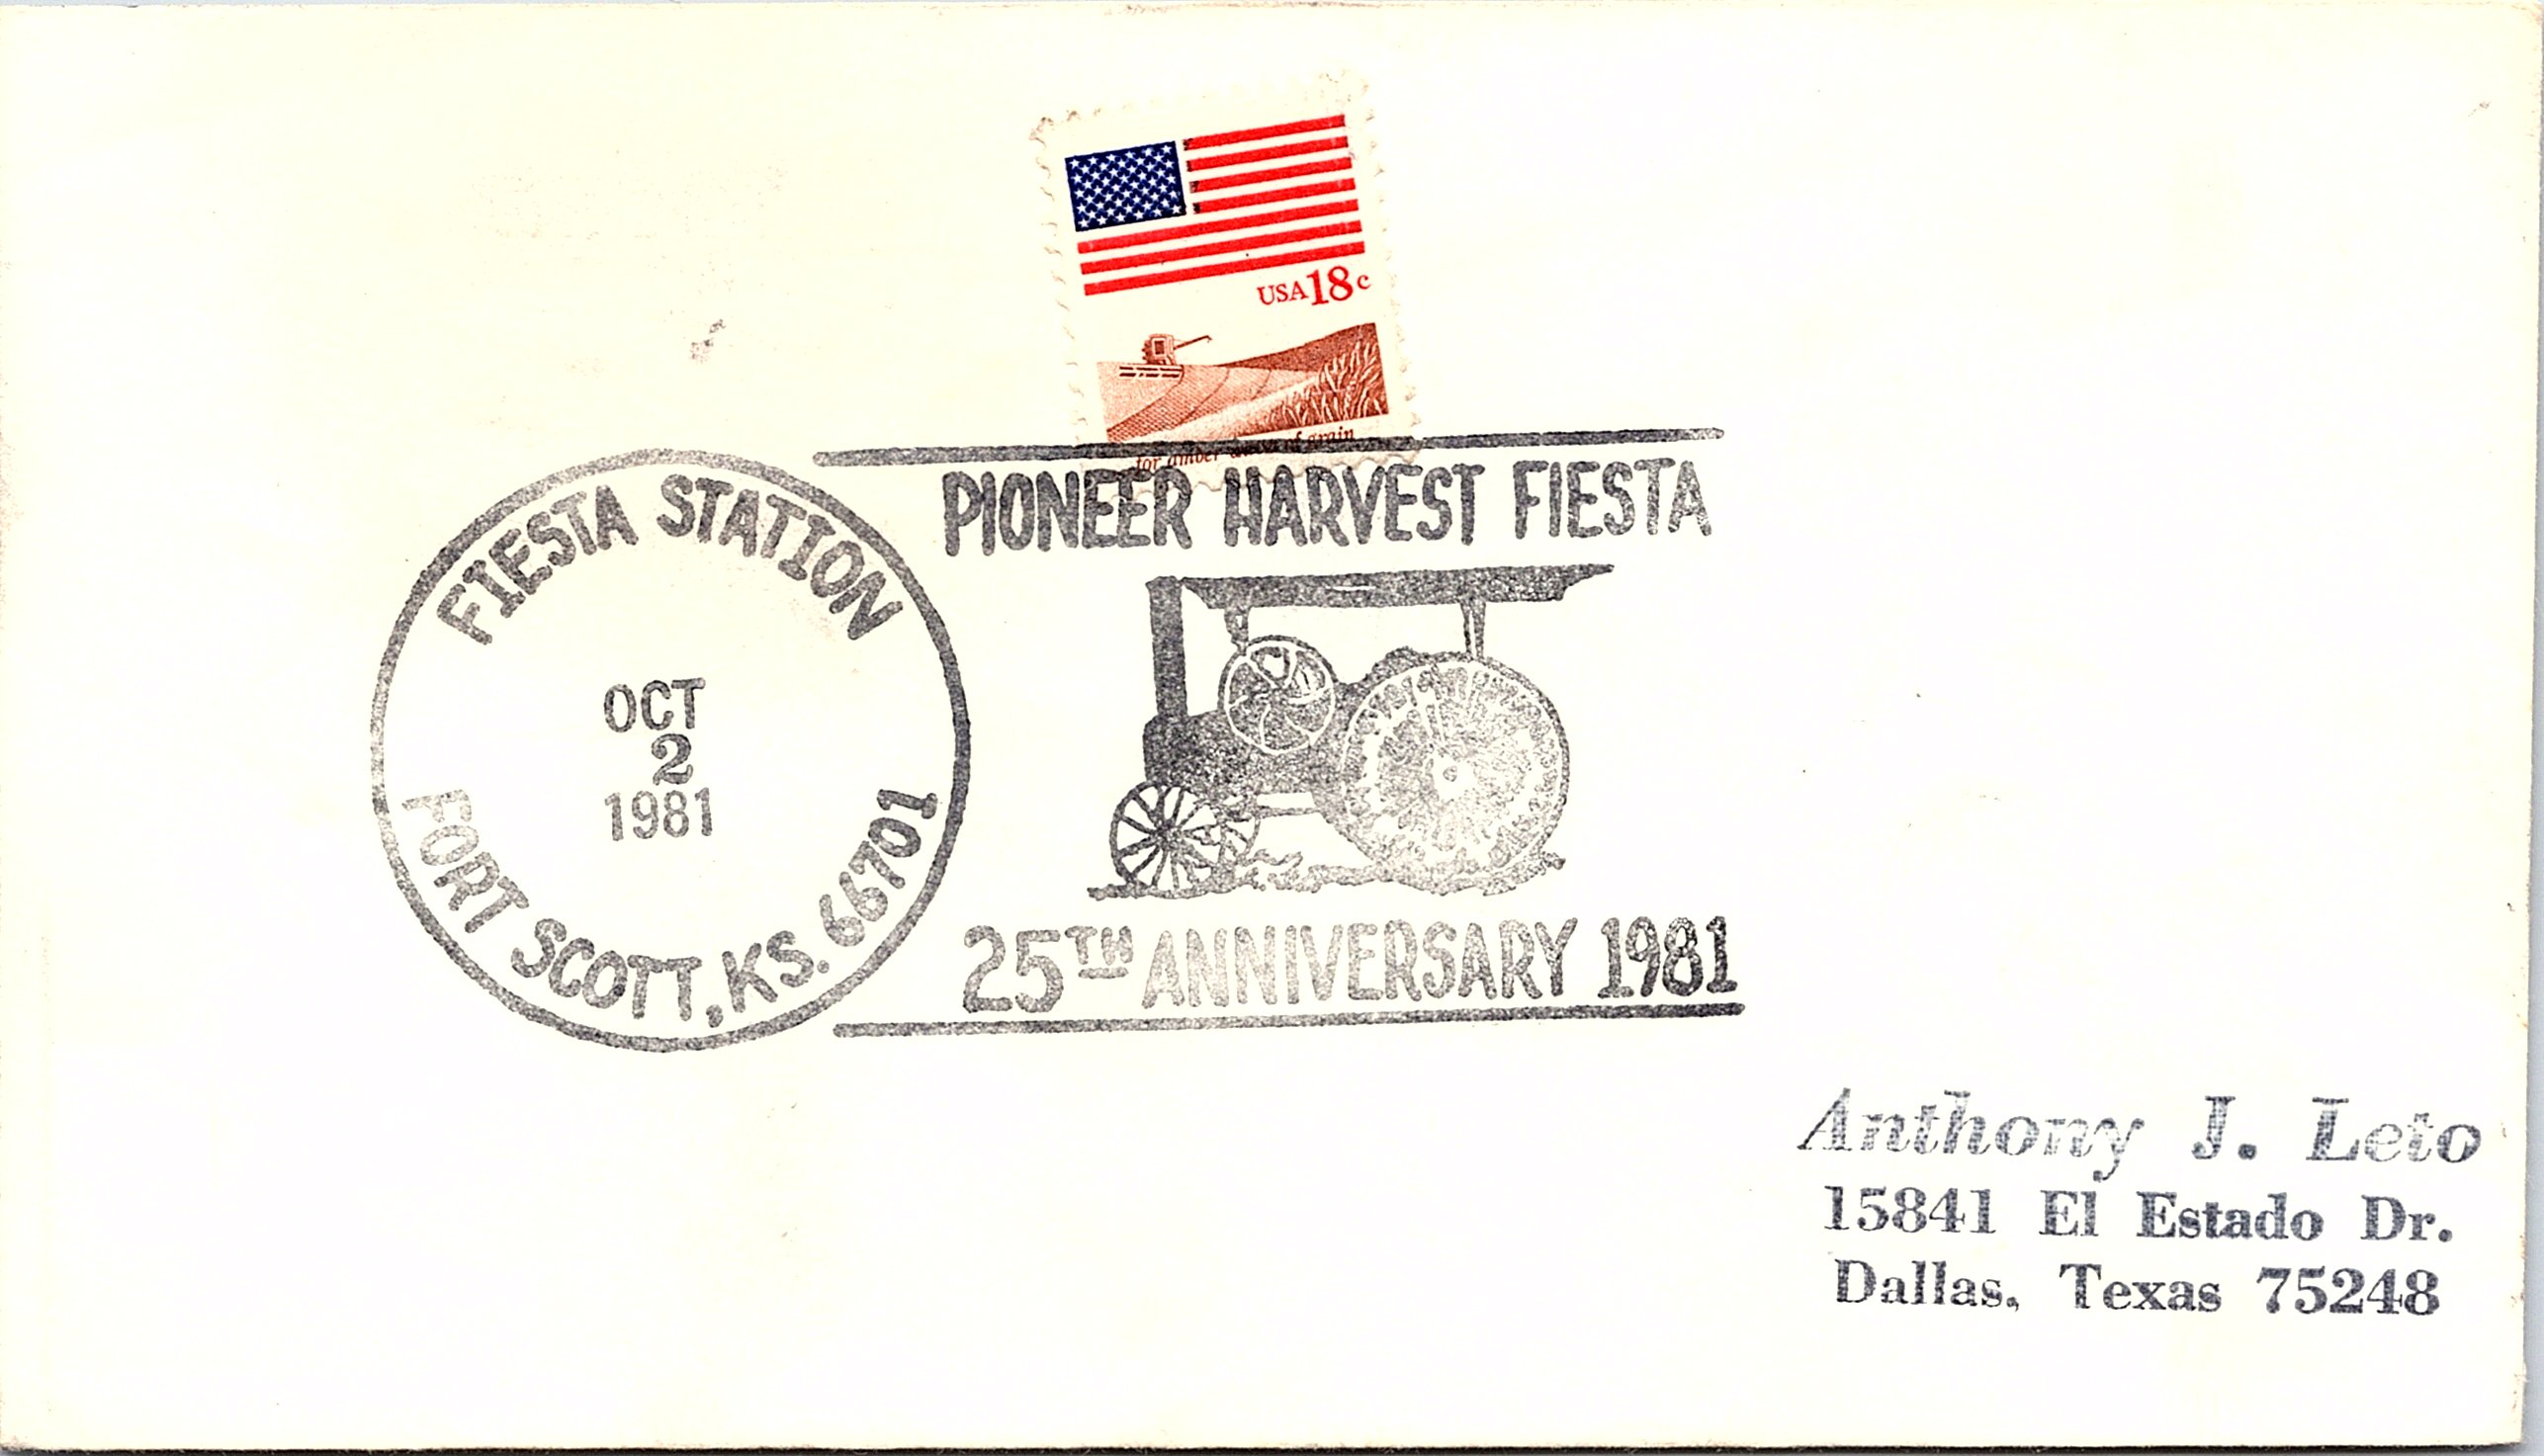 USA 18c
for amber waves of grain
PIONEER HARVEST FIESTA
FIESTA STATION
OCT
2
1981
FORT SCOTT, KS. 66701
25TH ANNIVERSARY 1981
Anthony J. Leto
15841 El Estado Dr.
Dallas, Texas 75248